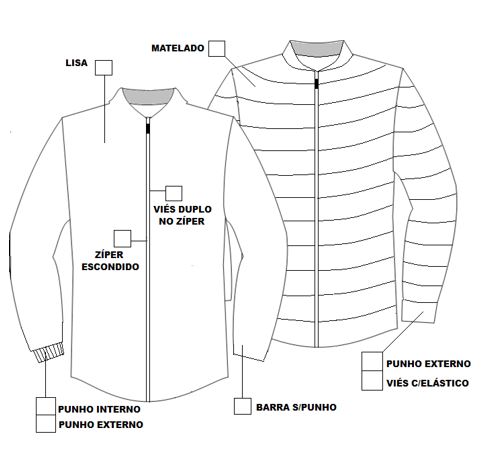 MATELADO
LISA
VIÉS DUPLO
NO ZÍPER
ZÍPER
ESCONDIDO
PUNHO EXTERNO
VIÉS C/ELÁSTICO
PUNHO INTERNO
PUNHO EXTERNO
BARRA S/PUNHO